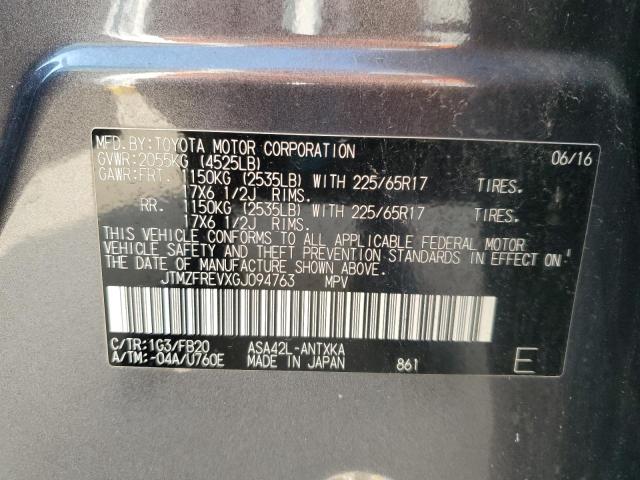 MFD.BY:TOYOTA MOTOR CORPORATION 06/16
GVWR:2055KG (4525LB)
GAWR:FRT. 1150KG (2535LB) WITH 225/65R17 TIRES.
17X6 1/2J RIMS.
RR. 1150KG (2535LB) WITH 225/65R17 TIRES.
17X6 1/2J RIMS.
THIS VEHICLE CONFORMS TO ALL APPLICABLE FEDERAL MOTOR
VEHICLE SAFETY AND THEFT PREVENTION STANDARDS IN EFFECT ON
THE DATE OF MANUFACTURE SHOWN ABOVE.
JTMZFREVXGJ094763 MPV
C/TR:1G3/FB20 ASA42L-ANTXKA
A/TM:-04A/U760E MADE IN JAPAN 861 E